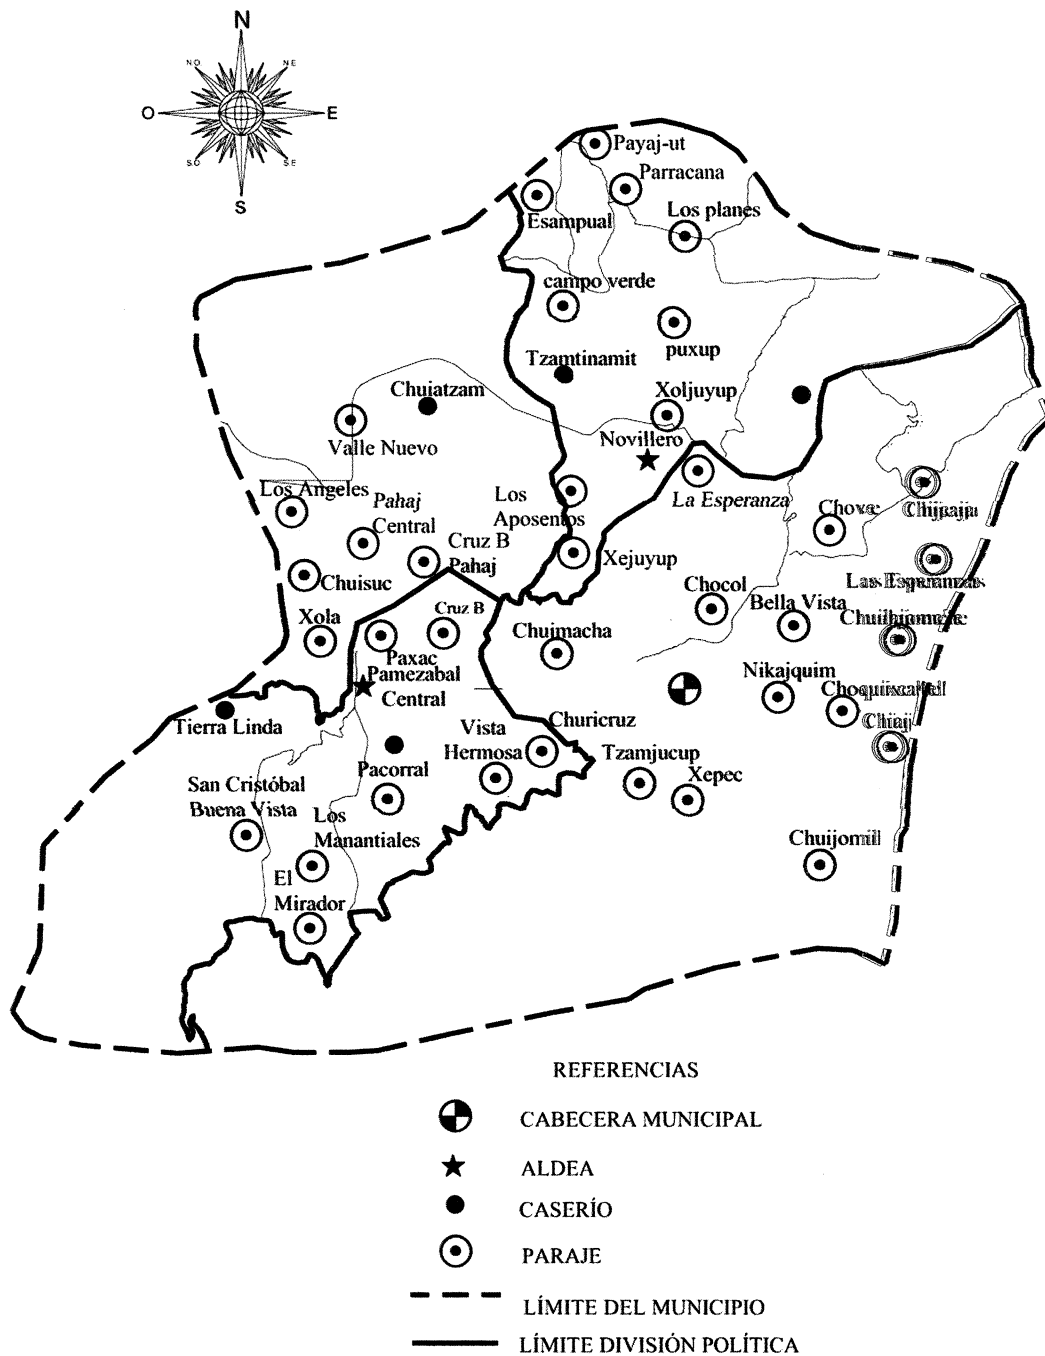 N
NO
NE
O
E
SO
SE
S
Payaj-ut
Parracana
Esampual
Los planes
campo verde
puxup
Tzamtinamit
Chuiatzam
Xoljuyup
Valle Nuevo
Novillero
Los Angeles
Pahaj
Central
Los
Aposentos
La Esperanza
Chove
Cruz B
Pahaj
Xejuyup
Chuisuc
Chocol
Bella Vista
Xola
Cruz B
Chuimacha
Paxac
Pamezabal
Central
Nikajquim
Tierra Linda
Vista
Hermosa
Churicruz
Tzamjucup
Xepec
Pacorral
San Cristóbal
Buena Vista
Los
Manantiales
El
Mirador
Chuijomil
REFERENCIAS
CABECERA MUNICIPAL
ALDEA
CASERÍO
PARAJE
LÍMITE DEL MUNICIPIO
LÍMITE DIVISIÓN POLÍTICA